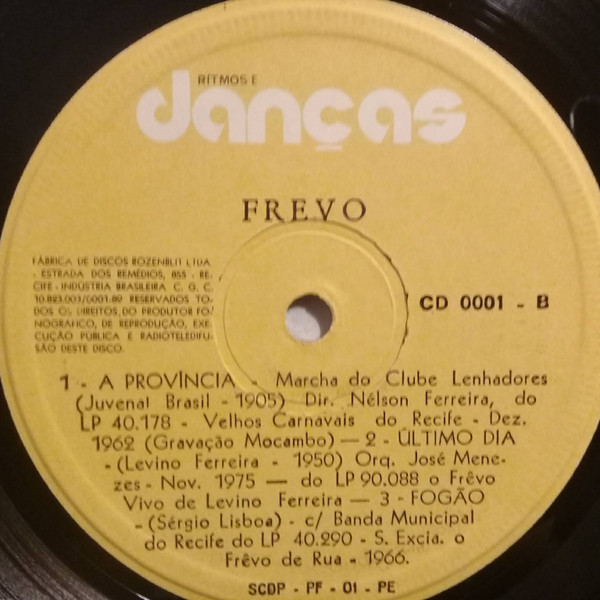 RITMOS E
danças
FREVO
FÁBRICA DE DISCOS ROZENBLIT LTDA
- ESTRADA DOS REMÉDIOS, 855 - RE-
CIFE - INDÚSTRIA BRASILEIRA C. G. C.
10.823.003/0001-89 RESERVADOS TO-
DOS OS DIREITOS DO PRODUTOR FO-
NOGRÁFICO, DE REPRODUÇÃO, EXE-
CUÇÃO PÚBLICA E RADIOTELEDIFU-
SÃO DESTE DISCO.
CD 0001 - B
1 - A PROVÍNCIA - Marcha do Clube Lenhadores
(Juvenal Brasil - 1905) Dir. Nélson Ferreira, do
LP 40.178 - Velhos Carnavais do Recife - Dez.
1962 (Gravação Mocambo) — 2 - ÚLTIMO DIA
- (Levino Ferreira - 1950) Orq. José Mene-
zes - Nov. 1975 — do LP 90.088 o Frêvo
Vivo de Levino Ferreira — 3 - FOGÃO
- (Sérgio Lisboa) - c/ Banda Municipal
do Recife do LP 40.290 - S. Excia. o
Frêvo de Rua - 1966.
SCDP - PF - 01 - PE